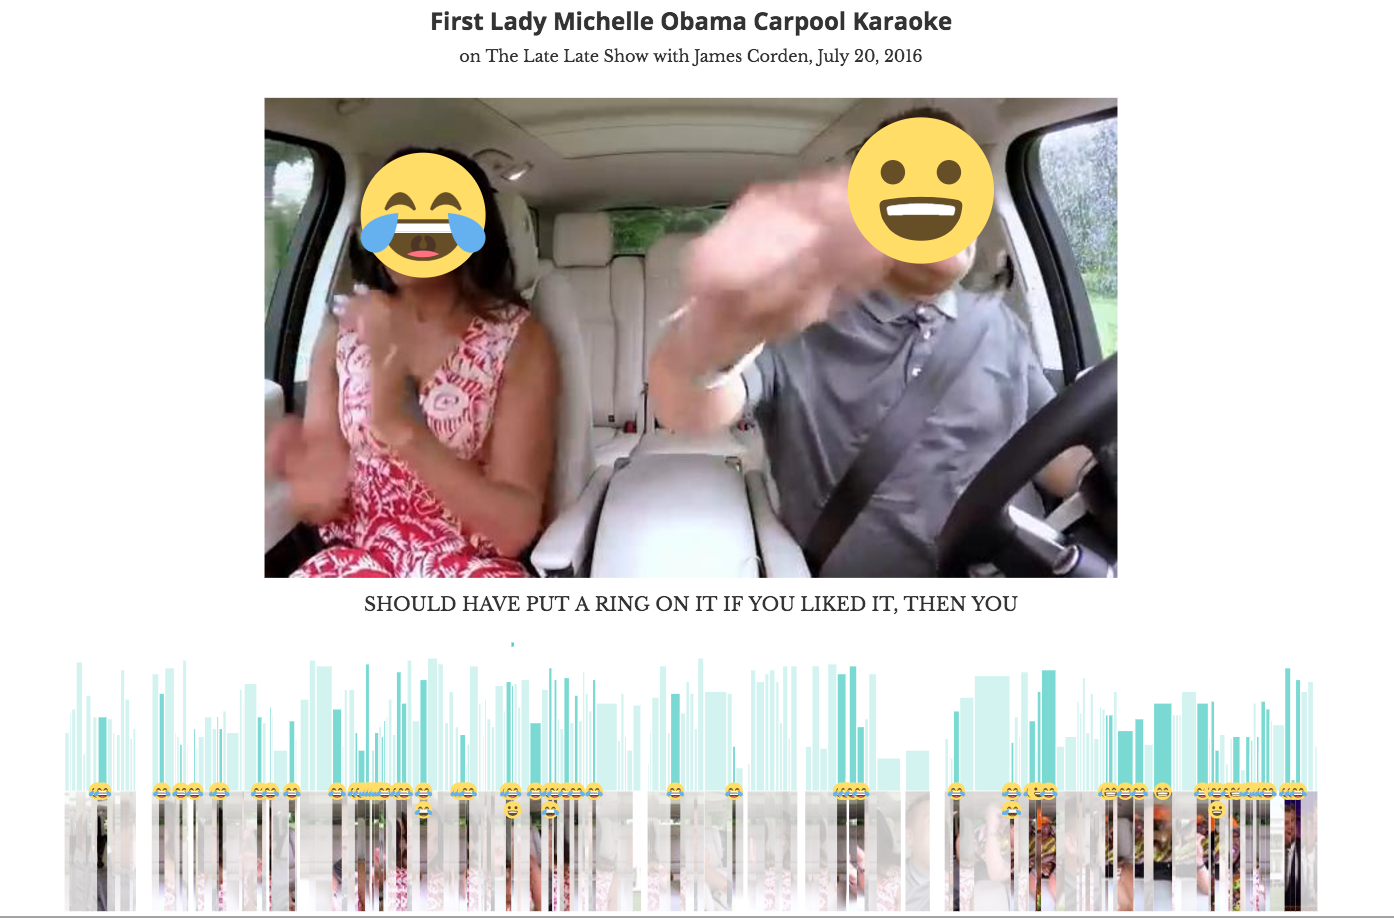 First Lady Michelle Obama Carpool Karaoke
on The Late Late Show with James Corden, July 20, 2016
SHOULD HAVE PUT A RING ON IT IF YOU LIKED IT, THEN YOU